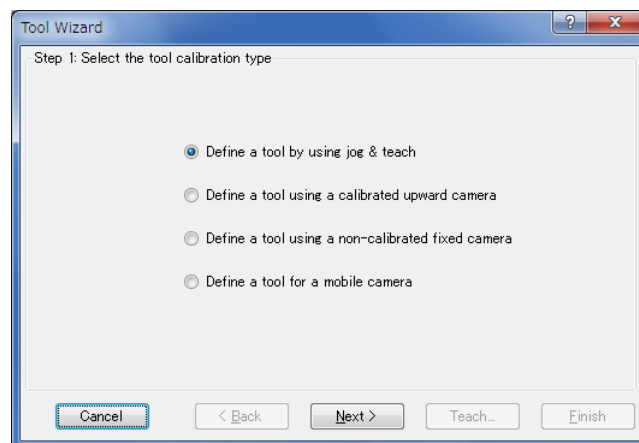 Tool Wizard
Step 1: Select the tool calibration type
Define a tool by using jog & teach
Define a tool using a calibrated upward camera
Define a tool using a non-calibrated fixed camera
Define a tool for a mobile camera
Cancel < Back Next > Teach... Finish